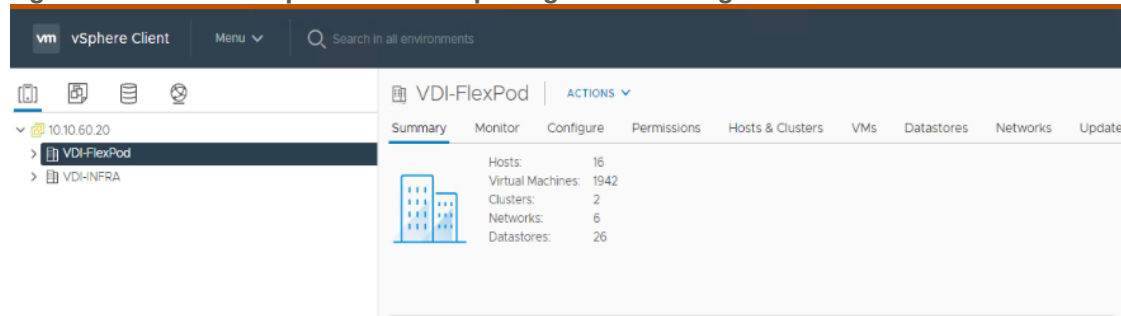 vm vSphere Client Menu Search in all environments
VDI-FlexPod ACTIONS
10.10.60.20
Summary Monitor Configure Permissions Hosts & Clusters VMs Datastores Networks Update
VDI-FlexPod
VDI-INFRA
Hosts: 16
Virtual Machines: 1942
Clusters: 2
Networks: 6
Datastores: 26